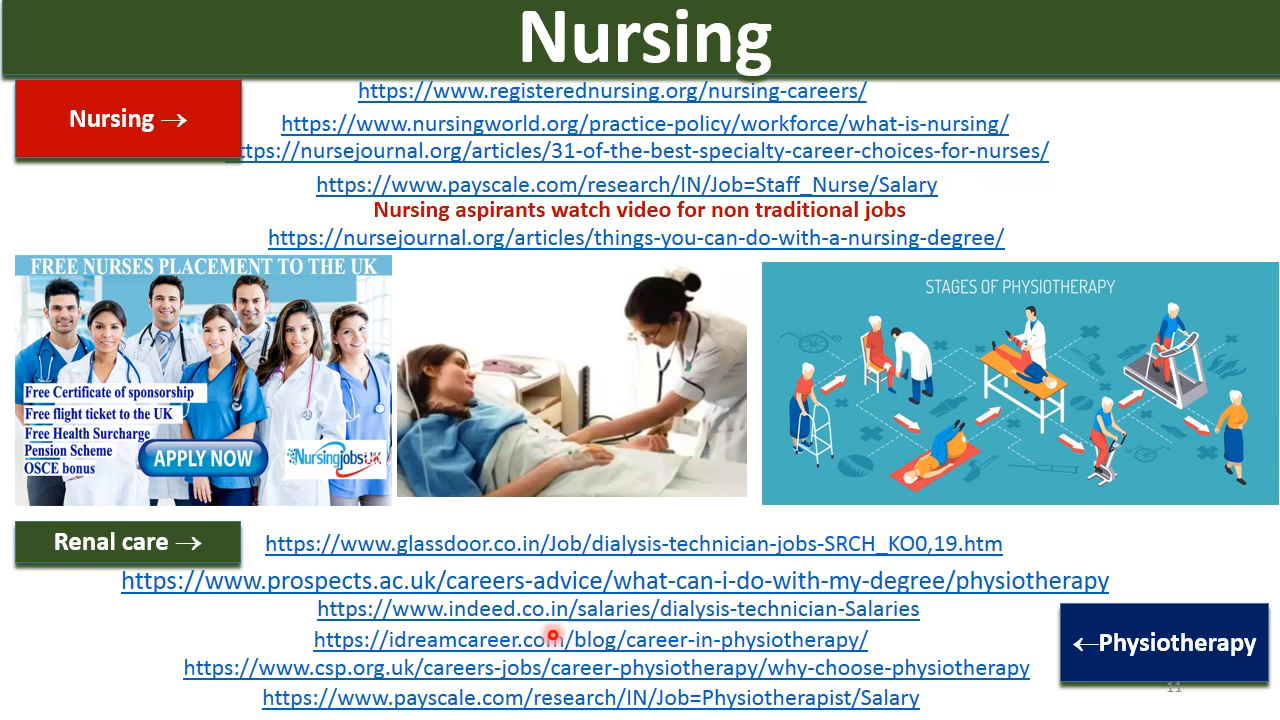 Nursing
https://www.registerednursing.org/nursing-careers/
Nursing →
https://www.nursingworld.org/practice-policy/workforce/what-is-nursing/
ttps://nursejournal.org/articles/31-of-the-best-specialty-career-choices-for-nurses/
https://www.payscale.com/research/IN/Job=Staff_Nurse/Salary
Nursing aspirants watch video for non traditional jobs
https://nursejournal.org/articles/things-you-can-do-with-a-nursing-degree/
FREE NURSES PLACEMENT TO THE UK
Free Certificate of sponsorship
Free flight ticket to the UK
Free Health Surcharge
Pension Scheme
OSCE bonus
APPLY NOW
NursingjobsUK
STAGES OF PHYSIOTHERAPY
Renal care →
https://www.glassdoor.co.in/Job/dialysis-technician-jobs-SRCH_KO0,19.htm
https://www.prospects.ac.uk/careers-advice/what-can-i-do-with-my-degree/physiotherapy
https://www.indeed.co.in/salaries/dialysis-technician-Salaries
https://idreamcareer.com/blog/career-in-physiotherapy/
←Physiotherapy
https://www.csp.org.uk/careers-jobs/career-physiotherapy/why-choose-physiotherapy
https://www.payscale.com/research/IN/Job=Physiotherapist/Salary
11